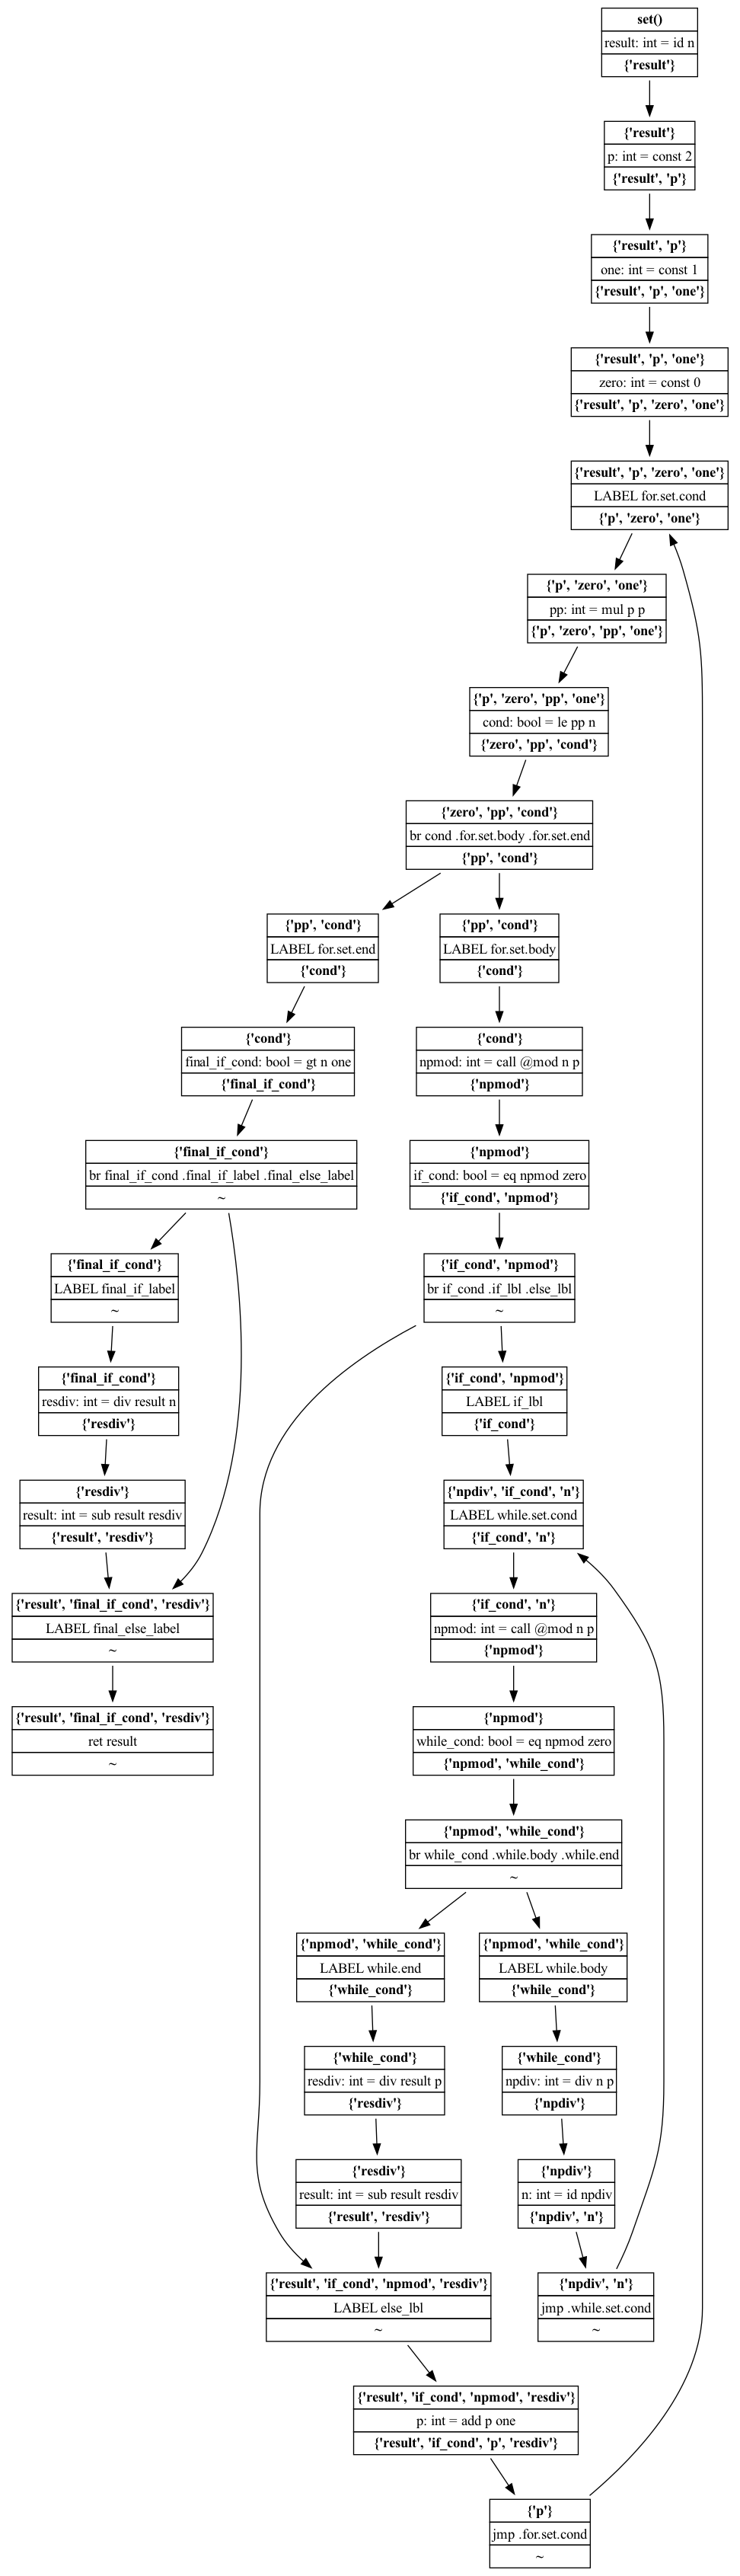 set()
result: int = id n
{'result'}
{'result'}
p: int = const 2
{'result', 'p'}
{'result', 'p'}
one: int = const 1
{'result', 'p', 'one'}
{'result', 'p', 'one'}
zero: int = const 0
{'result', 'p', 'zero', 'one'}
{'result', 'p', 'zero', 'one'}
LABEL for.set.cond
{'p', 'zero', 'one'}
{'p', 'zero', 'one'}
pp: int = mul p p
{'p', 'zero', 'pp', 'one'}
{'p', 'zero', 'pp', 'one'}
cond: bool = le pp n
{'zero', 'pp', 'cond'}
{'zero', 'pp', 'cond'}
br cond .for.set.body .for.set.end
{'pp', 'cond'}
{'pp', 'cond'}
LABEL for.set.end
{'cond'}
{'pp', 'cond'}
LABEL for.set.body
{'cond'}
{'cond'}
final_if_cond: bool = gt n one
{'final_if_cond'}
{'cond'}
npmod: int = call @mod n p
{'npmod'}
{'final_if_cond'}
br final_if_cond .final_if_label .final_else_label
~
{'npmod'}
if_cond: bool = eq npmod zero
{'if_cond', 'npmod'}
{'final_if_cond'}
LABEL final_if_label
~
{'if_cond', 'npmod'}
br if_cond .if_lbl .else_lbl
~
{'final_if_cond'}
resdiv: int = div result n
{'resdiv'}
{'if_cond', 'npmod'}
LABEL if_lbl
{'if_cond'}
{'resdiv'}
result: int = sub result resdiv
{'result', 'resdiv'}
{'npdiv', 'if_cond', 'n'}
LABEL while.set.cond
{'if_cond', 'n'}
{'result', 'final_if_cond', 'resdiv'}
LABEL final_else_label
~
{'if_cond', 'n'}
npmod: int = call @mod n p
{'npmod'}
{'result', 'final_if_cond', 'resdiv'}
ret result
~
{'npmod'}
while_cond: bool = eq npmod zero
{'npmod', 'while_cond'}
{'npmod', 'while_cond'}
br while_cond .while.body .while.end
~
{'npmod', 'while_cond'}
LABEL while.end
{'while_cond'}
{'npmod', 'while_cond'}
LABEL while.body
{'while_cond'}
{'while_cond'}
resdiv: int = div result p
{'resdiv'}
{'while_cond'}
npdiv: int = div n p
{'npdiv'}
{'resdiv'}
result: int = sub result resdiv
{'result', 'resdiv'}
{'npdiv'}
n: int = id npdiv
{'npdiv', 'n'}
{'result', 'if_cond', 'npmod', 'resdiv'}
LABEL else_lbl
~
{'npdiv', 'n'}
jmp .while.set.cond
~
{'result', 'if_cond', 'npmod', 'resdiv'}
p: int = add p one
{'result', 'if_cond', 'p', 'resdiv'}
{'p'}
jmp .for.set.cond
~